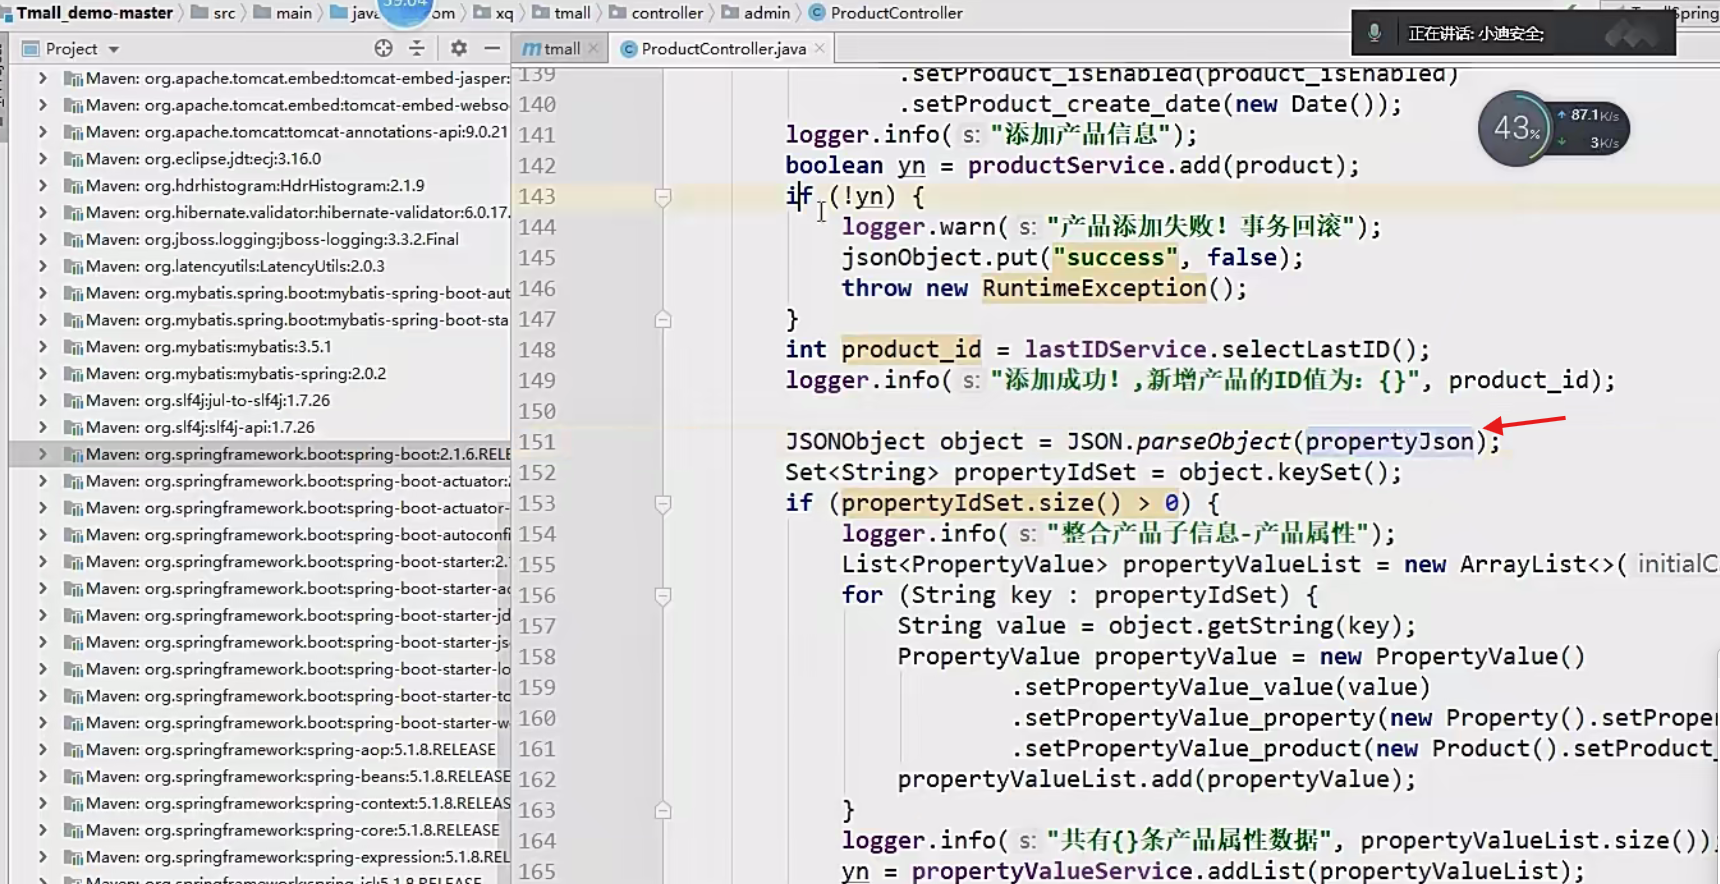 Tmall_demo-master
src
main
java
xq
tmall
controller
admin
ProductController
正在讲话: 小迪安全;
Project
tmall
ProductController.java
Maven: org.apache.tomcat.embed:tomcat-embed-jasper:
Maven: org.apache.tomcat.embed:tomcat-embed-webso
Maven: org.apache.tomcat:tomcat-annotations-api:9.0.21
Maven: org.eclipse.jdt:ecj:3.16.0
Maven: org.hdrhistogram:HdrHistogram:2.1.9
Maven: org.hibernate.validator:hibernate-validator:6.0.17.
Maven: org.jboss.logging:jboss-logging:3.3.2.Final
Maven: org.latencyutils:LatencyUtils:2.0.3
Maven: org.mybatis.spring.boot:mybatis-spring-boot-aut
Maven: org.mybatis.spring.boot:mybatis-spring-boot-sta
Maven: org.mybatis:mybatis:3.5.1
Maven: org.mybatis:mybatis-spring:2.0.2
Maven: org.slf4j:jul-to-slf4j:1.7.26
Maven: org.slf4j:slf4j-api:1.7.26
Maven: org.springframework.boot:spring-boot:2.1.6.RELE
Maven: org.springframework.boot:spring-boot-actuator:
Maven: org.springframework.boot:spring-boot-actuator-
Maven: org.springframework.boot:spring-boot-autoconfi
Maven: org.springframework.boot:spring-boot-starter:2.
Maven: org.springframework.boot:spring-boot-starter-ac
Maven: org.springframework.boot:spring-boot-starter-jd
Maven: org.springframework.boot:spring-boot-starter-js
Maven: org.springframework.boot:spring-boot-starter-lo
Maven: org.springframework.boot:spring-boot-starter-to
Maven: org.springframework.boot:spring-boot-starter-w
Maven: org.springframework:spring-aop:5.1.8.RELEASE
Maven: org.springframework:spring-beans:5.1.8.RELEASE
Maven: org.springframework:spring-context:5.1.8.RELEAS
Maven: org.springframework:spring-core:5.1.8.RELEASE
Maven: org.springframework:spring-expression:5.1.8.REL
Maven: org.springframework:spring-jcl:5.1.8.RELEASE
139 .setProduct_isEnabled(product_isEnabled)
140 .setProduct_create_date(new Date());
141 logger.info( s: "添加产品信息");
142 boolean yn = productService.add(product);
143 if (!yn) {
144 logger.warn( s: "产品添加失败！事务回滚");
145 jsonObject.put("success", false);
146 throw new RuntimeException();
147 }
148 int product_id = lastIDService.selectLastID();
149 logger.info( s: "添加成功！,新增产品的ID值为：{}", product_id);
150
151 JSONObject object = JSON.parseObject(propertyJson);
152 Set<String> propertyIdSet = object.keySet();
153 if (propertyIdSet.size() > 0) {
154 logger.info( s: "整合产品子信息-产品属性");
155 List<PropertyValue> propertyValueList = new ArrayList<>( initialC
156 for (String key : propertyIdSet) {
157 String value = object.getString(key);
158 PropertyValue propertyValue = new PropertyValue()
159 .setPropertyValue_value(value)
160 .setPropertyValue_property(new Property().setProper
161 .setPropertyValue_product(new Product().setProduct_
162 propertyValueList.add(propertyValue);
163 }
164 logger.info( s: "共有{}条产品属性数据", propertyValueList.size());
165 yn = propertyValueService.addList(propertyValueList);
43%
87.1K/s
3K/s